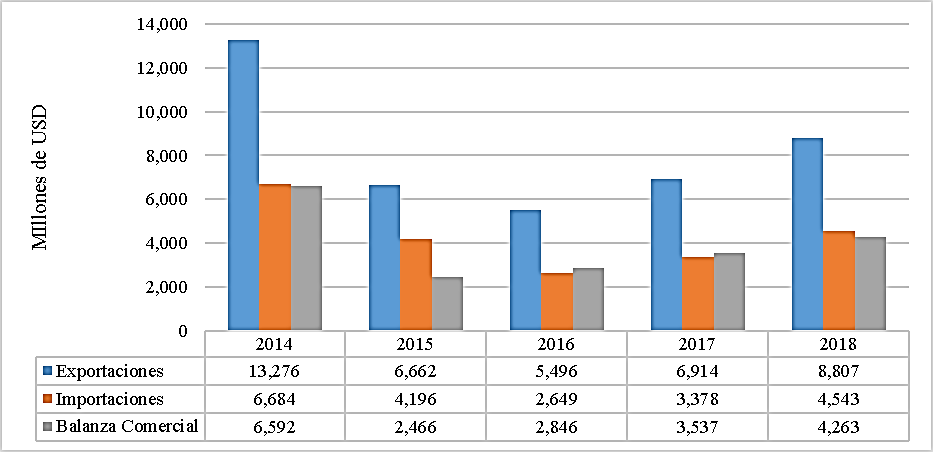 MIllones de USD
14,000
12,000
10,000
8,000
6,000
4,000
2,000
0
2014 2015 2016 2017 2018
Exportaciones 13,276 6,662 5,496 6,914 8,807
Importaciones 6,684 4,196 2,649 3,378 4,543
Balanza Comercial 6,592 2,466 2,846 3,537 4,263